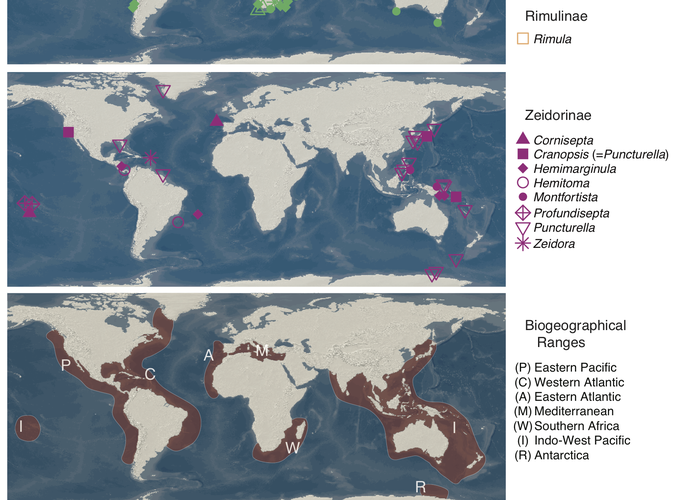 Rimulinae
Rimula
Zeidorinae
Cornisepta
Cranopsis (=Puncturella)
Hemimarginula
Hemitoma
Montfortista
Profundisepta
Puncturella
Zeidora
P
C
A
M
W
I
I
R
Biogeographical
Ranges
(P) Eastern Pacific
(C) Western Atlantic
(A) Eastern Atlantic
(M) Mediterranean
(W) Southern Africa
(I) Indo-West Pacific
(R) Antarctica